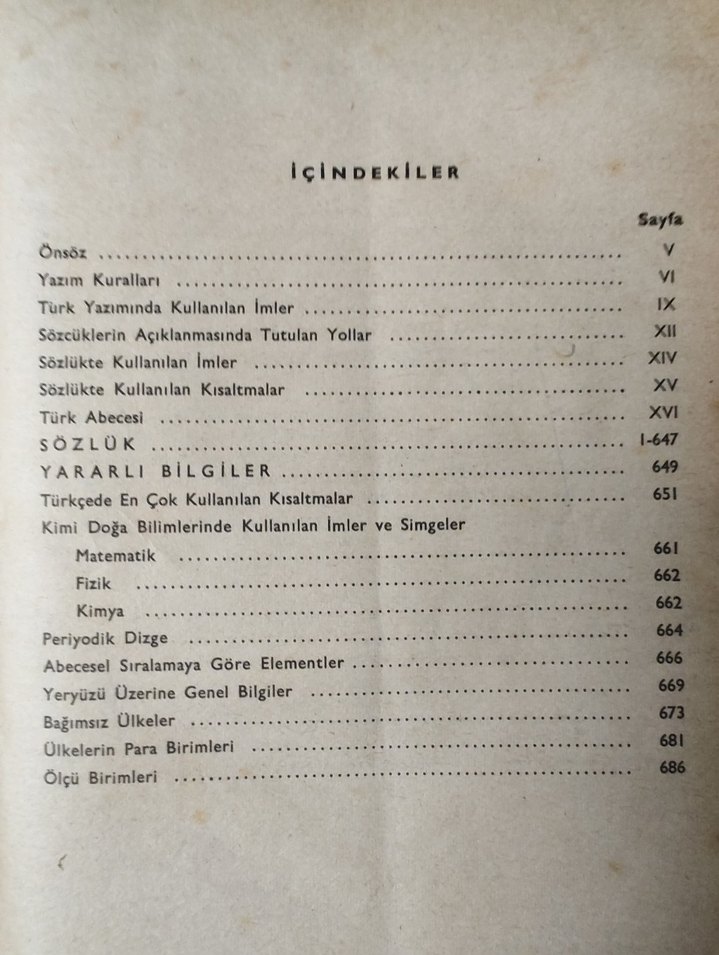 İÇİNDEKİLER
Sayfa
Önsöz ........................................ V
Yazım Kuralları ........................................ VI
Türk Yazımında Kullanılan İmler ........................................ IX
Sözcüklerin Açıklanmasında Tutulan Yollar ........................................ XII
Sözlükte Kullanılan İmler ........................................ XIV
Sözlükte Kullanılan Kısaltmalar ........................................ XV
Türk Abecesi ........................................ XVI
SÖZLÜK ........................................ I-647
YARARLI BİLGİLER ........................................ 649
Türkçede En Çok Kullanılan Kısaltmalar ........................................ 651
Kimi Doğa Bilimlerinde Kullanılan İmler ve Simgeler
Matematik ........................................ 661
Fizik ........................................ 662
Kimya ........................................ 662
Periyodik Dizge ........................................ 664
Abecesel Sıralamaya Göre Elementler ........................................ 666
Yeryüzü Üzerine Genel Bilgiler ........................................ 669
Bağımsız Ülkeler ........................................ 673
Ülkelerin Para Birimleri ........................................ 681
Ölçü Birimleri ........................................ 686